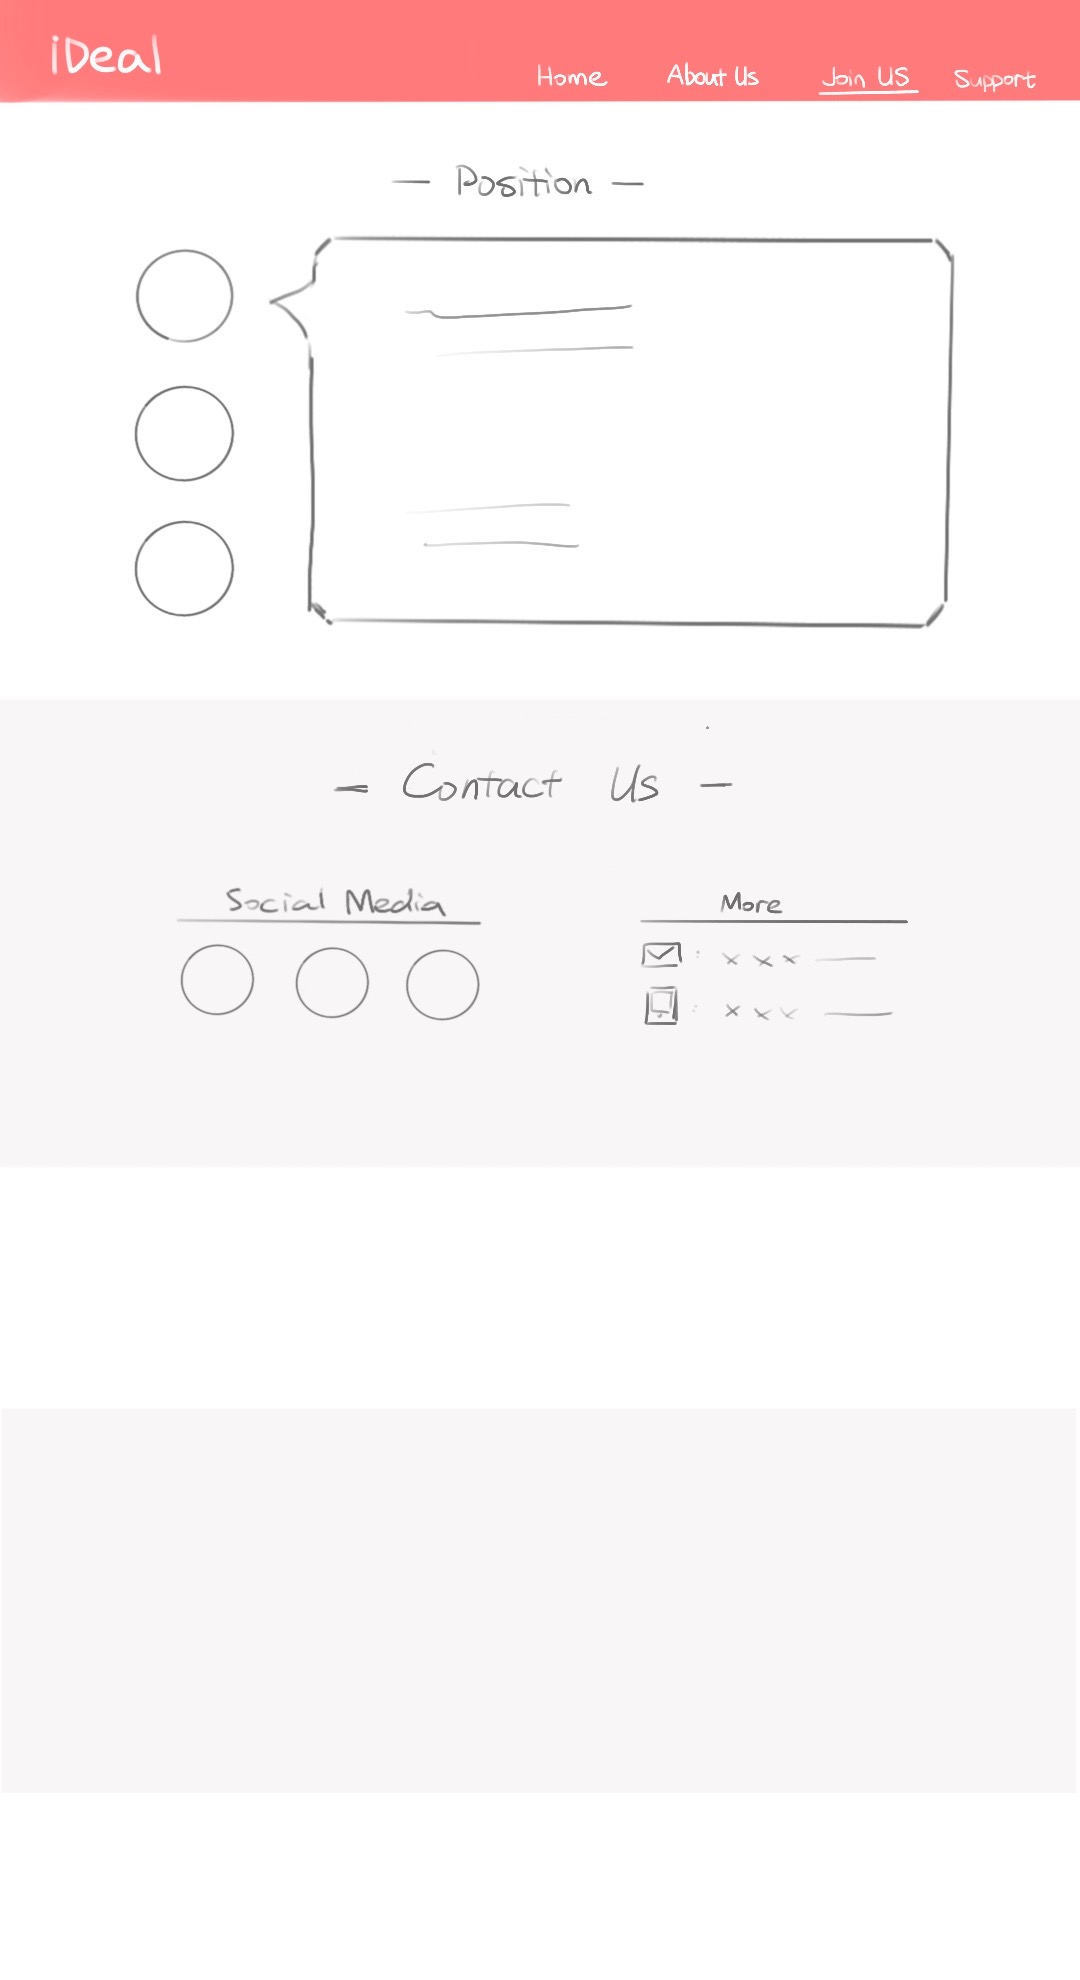 iDeal
Home About Us Join US Support
— Position —
— Contact Us —
Social Media
More
: x x x
: x x x